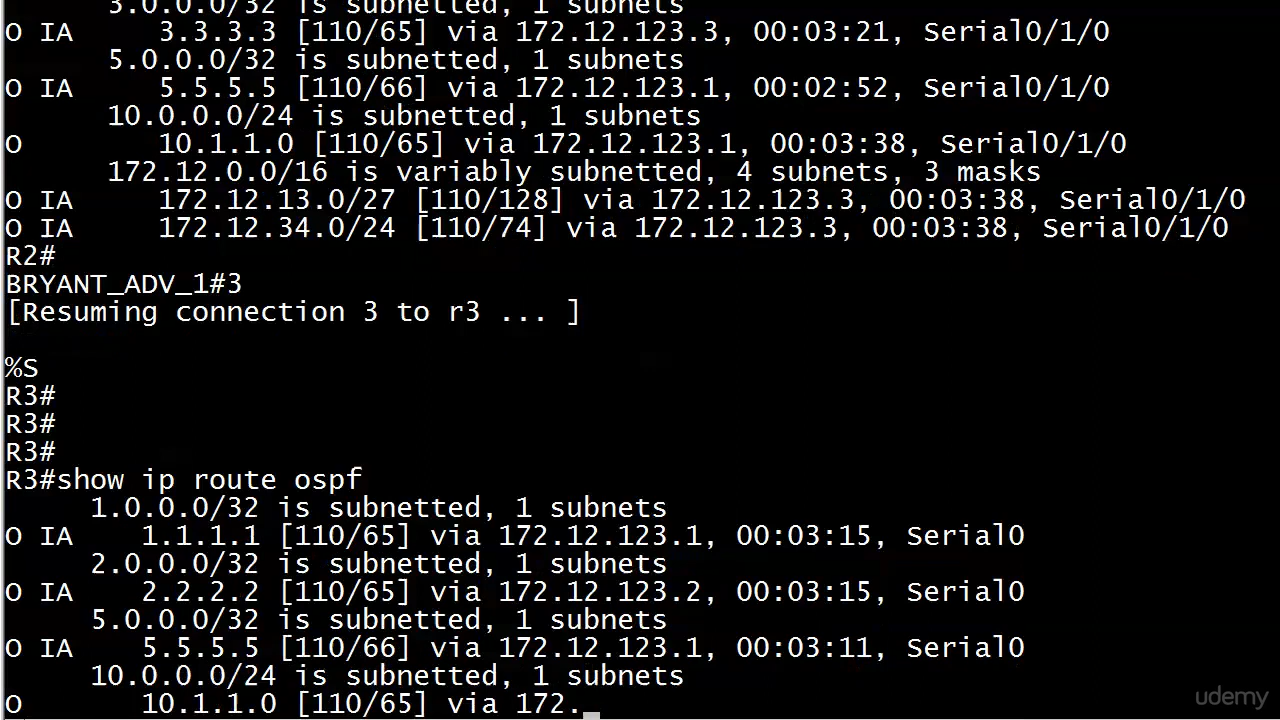 3.0.0.0/32 is subnetted, 1 subnets
O IA     3.3.3.3 [110/65] via 172.12.123.3, 00:03:21, Serial0/1/0
5.0.0.0/32 is subnetted, 1 subnets
O IA     5.5.5.5 [110/66] via 172.12.123.1, 00:02:52, Serial0/1/0
10.0.0.0/24 is subnetted, 1 subnets
O        10.1.1.0 [110/65] via 172.12.123.1, 00:03:38, Serial0/1/0
172.12.0.0/16 is variably subnetted, 4 subnets, 3 masks
O IA     172.12.13.0/27 [110/128] via 172.12.123.3, 00:03:38, Serial0/1/0
O IA     172.12.34.0/24 [110/74] via 172.12.123.3, 00:03:38, Serial0/1/0
R2#
BRYANT_ADV_1#3
[Resuming connection 3 to r3 ... ]
%S
R3#
R3#
R3#
R3#show ip route ospf
1.0.0.0/32 is subnetted, 1 subnets
O IA    1.1.1.1 [110/65] via 172.12.123.1, 00:03:15, Serial0
2.0.0.0/32 is subnetted, 1 subnets
O IA    2.2.2.2 [110/65] via 172.12.123.2, 00:03:15, Serial0
5.0.0.0/32 is subnetted, 1 subnets
O IA    5.5.5.5 [110/66] via 172.12.123.1, 00:03:11, Serial0
10.0.0.0/24 is subnetted, 1 subnets
O       10.1.1.0 [110/65] via 172.
udemy